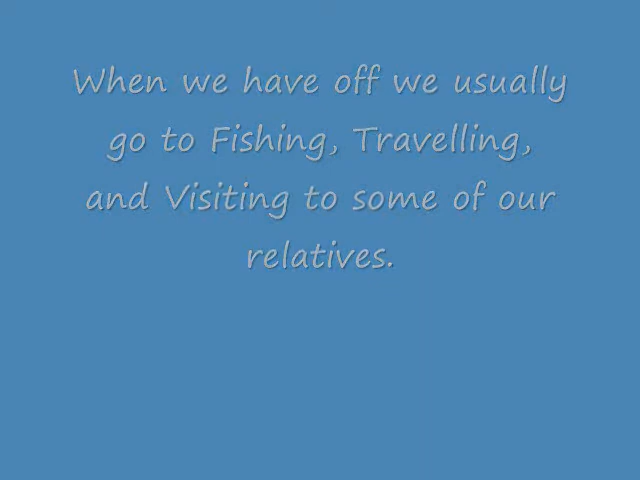 When we have off we usually
go to Fishing, Travelling,
and Visiting to some of our
relatives.